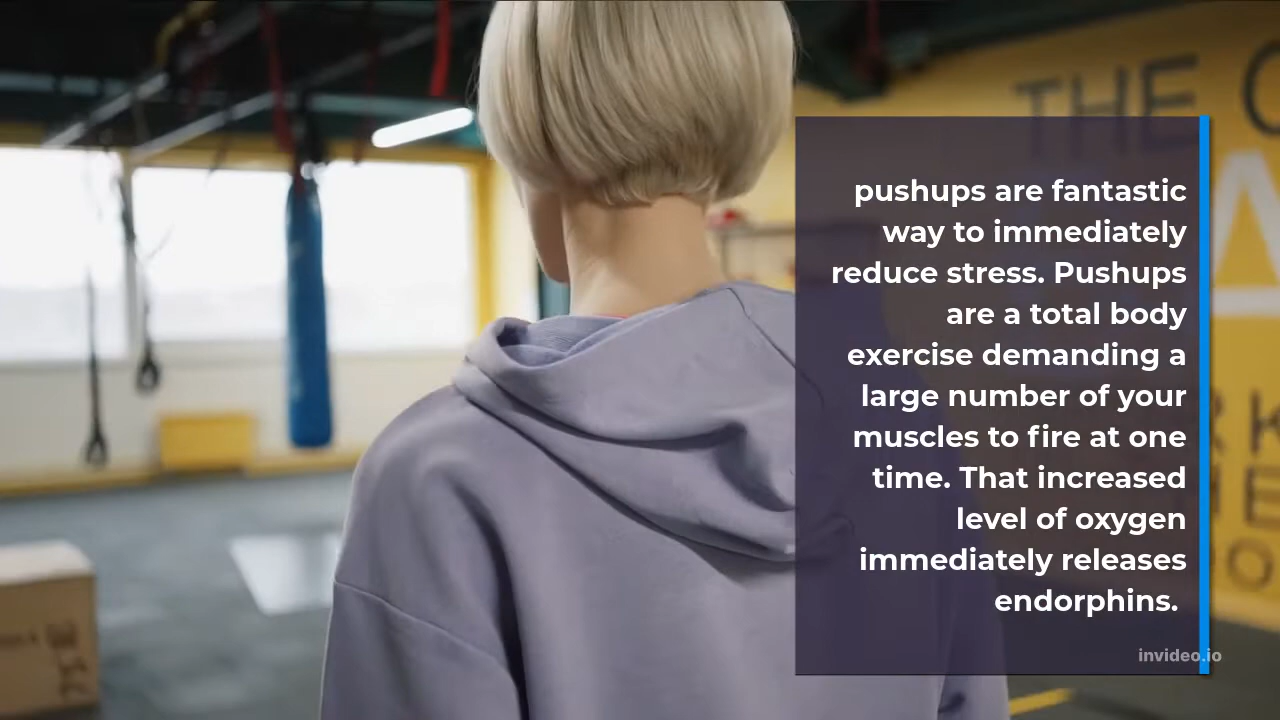 THE
pushups are fantastic
way to immediately
reduce stress. Pushups
are a total body
exercise demanding a
large number of your
muscles to fire at one
time. That increased
level of oxygen
immediately releases
endorphins.
invideo.io